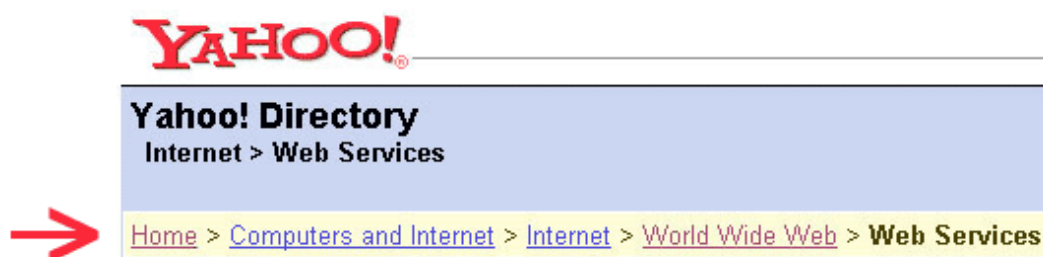 YAHOO!®
Yahoo! Directory
Internet > Web Services
Home > Computers and Internet > Internet > World Wide Web > Web Services